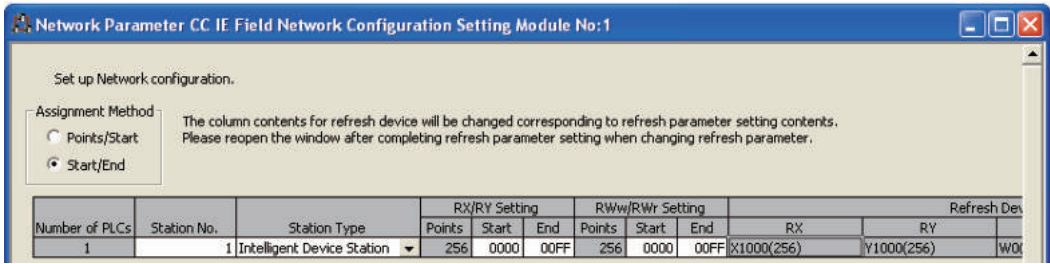 Network Parameter CC IE Field Network Configuration Setting Module No:1
Set up Network configuration.
Assignment Method
Points/Start
Start/End
The column contents for refresh device will be changed corresponding to refresh parameter setting contents.
Please reopen the window after completing refresh parameter setting when changing refresh parameter.
RX/RY Setting RWw/RWr Setting Refresh Dev
Number of PLCs Station No. Station Type Points Start End Points Start End RX RY
1 1 Intelligent Device Station 256 0000 00FF 256 0000 00FF X1000(256) Y1000(256) W00